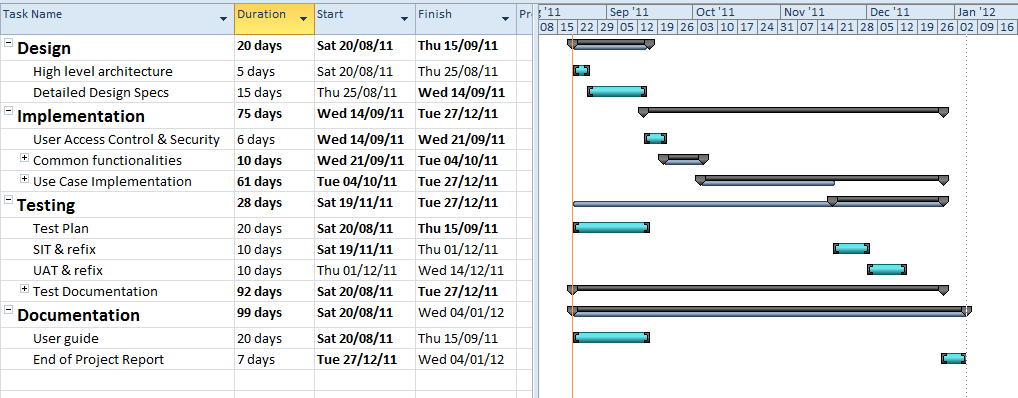 Task Name Duration Start Finish Pr
'11 Sep '11 Oct '11 Nov '11 Dec '11 Jan '12
08 15 22 29 05 12 19 26 03 10 17 24 31 07 14 21 28 05 12 19 26 02 09 16
Design 20 days Sat 20/08/11 Thu 15/09/11
High level architecture 5 days Sat 20/08/11 Thu 25/08/11
Detailed Design Specs 15 days Thu 25/08/11 Wed 14/09/11
Implementation 75 days Wed 14/09/11 Tue 27/12/11
User Access Control & Security 6 days Wed 14/09/11 Wed 21/09/11
Common functionalities 10 days Wed 21/09/11 Tue 04/10/11
Use Case Implementation 61 days Tue 04/10/11 Tue 27/12/11
Testing 28 days Sat 19/11/11 Tue 27/12/11
Test Plan 20 days Sat 20/08/11 Thu 15/09/11
SIT & refix 10 days Sat 19/11/11 Thu 01/12/11
UAT & refix 10 days Thu 01/12/11 Wed 14/12/11
Test Documentation 92 days Sat 20/08/11 Tue 27/12/11
Documentation 99 days Sat 20/08/11 Wed 04/01/12
User guide 20 days Sat 20/08/11 Thu 15/09/11
End of Project Report 7 days Tue 27/12/11 Wed 04/01/12